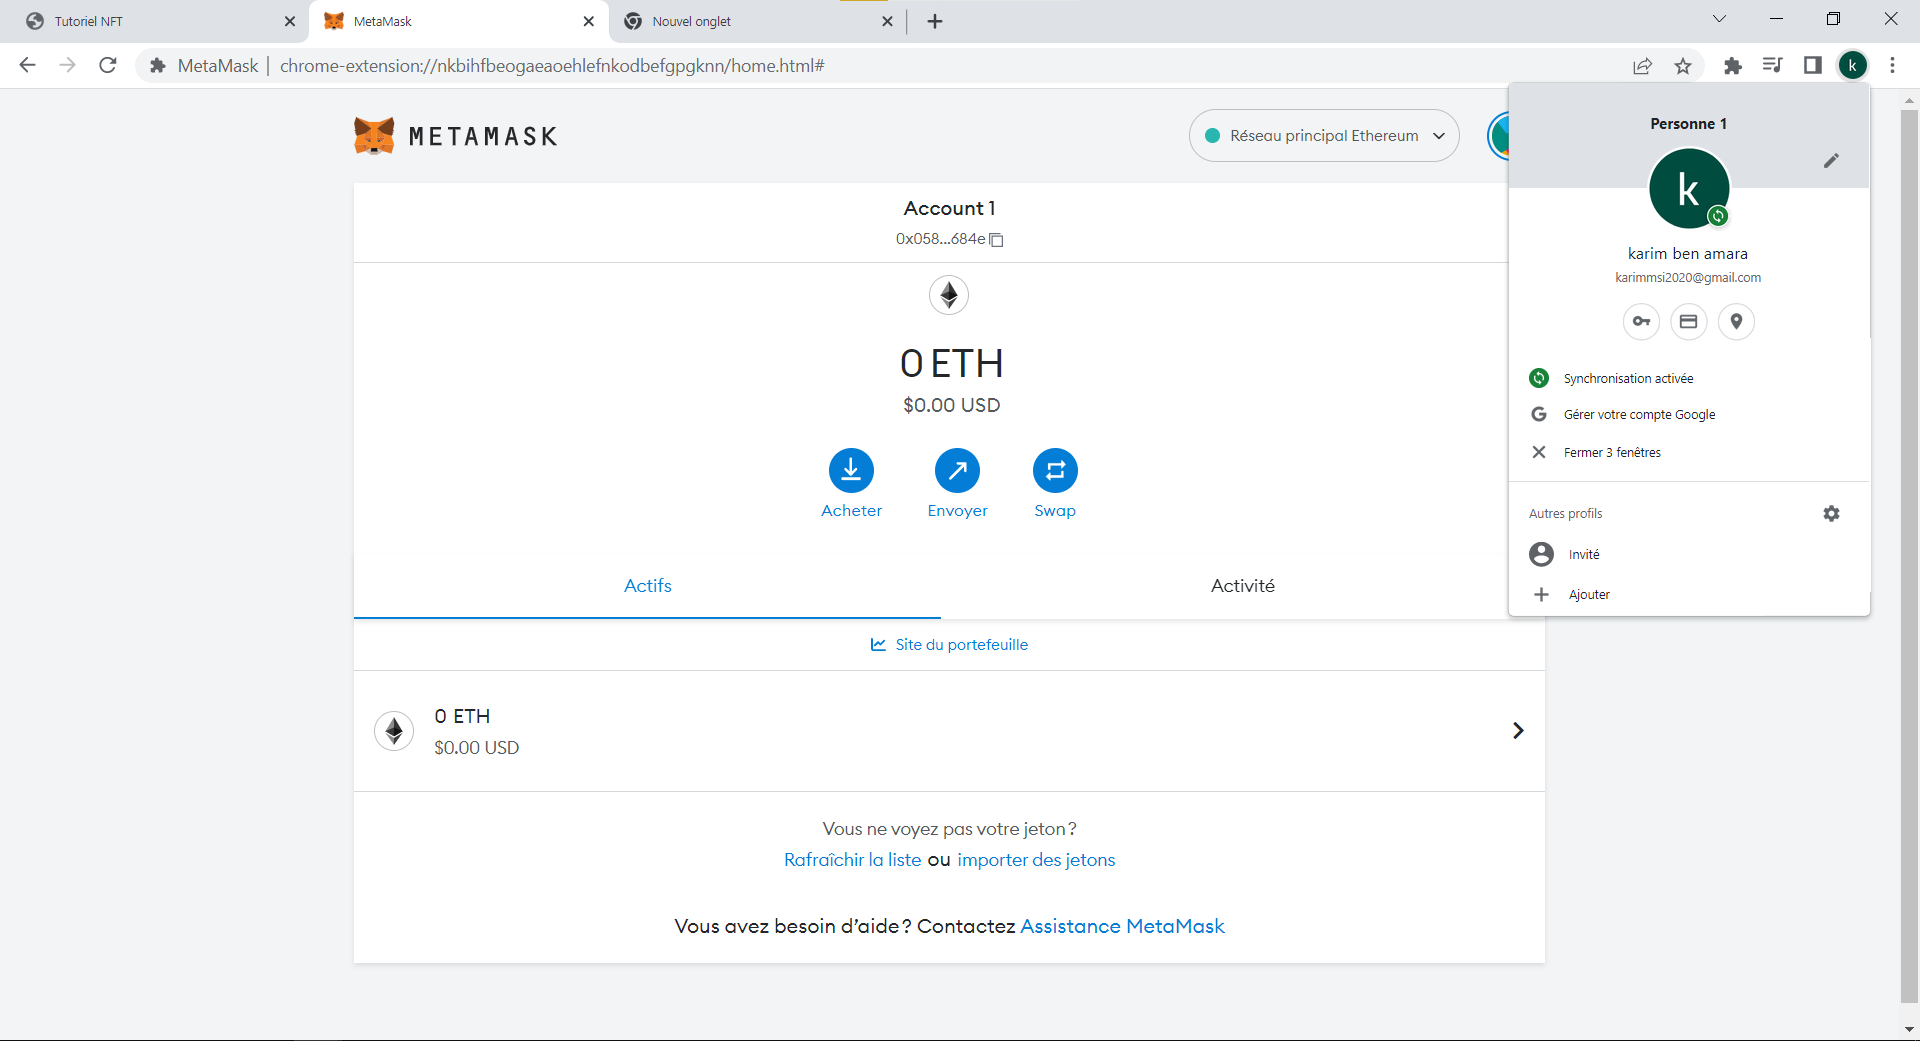 Tutoriel NFT
MetaMask
Nouvel onglet
MetaMask | chrome-extension://nkbihfbeogaeaoehlefnkodbefgpgknn/home.html#
k
METAMASK
Réseau principal Ethereum
Account 1
0x058...684e
0 ETH
$0.00 USD
Acheter
Envoyer
Swap
Actifs
Activité
Site du portefeuille
0 ETH
$0.00 USD
Vous ne voyez pas votre jeton ?
Rafraîchir la liste ou importer des jetons
Vous avez besoin d’aide ? Contactez Assistance MetaMask
Personne 1
k
karim ben amara
karimmsi2020@gmail.com
Synchronisation activée
G Gérer votre compte Google
Fermer 3 fenêtres
Autres profils
Invité
Ajouter